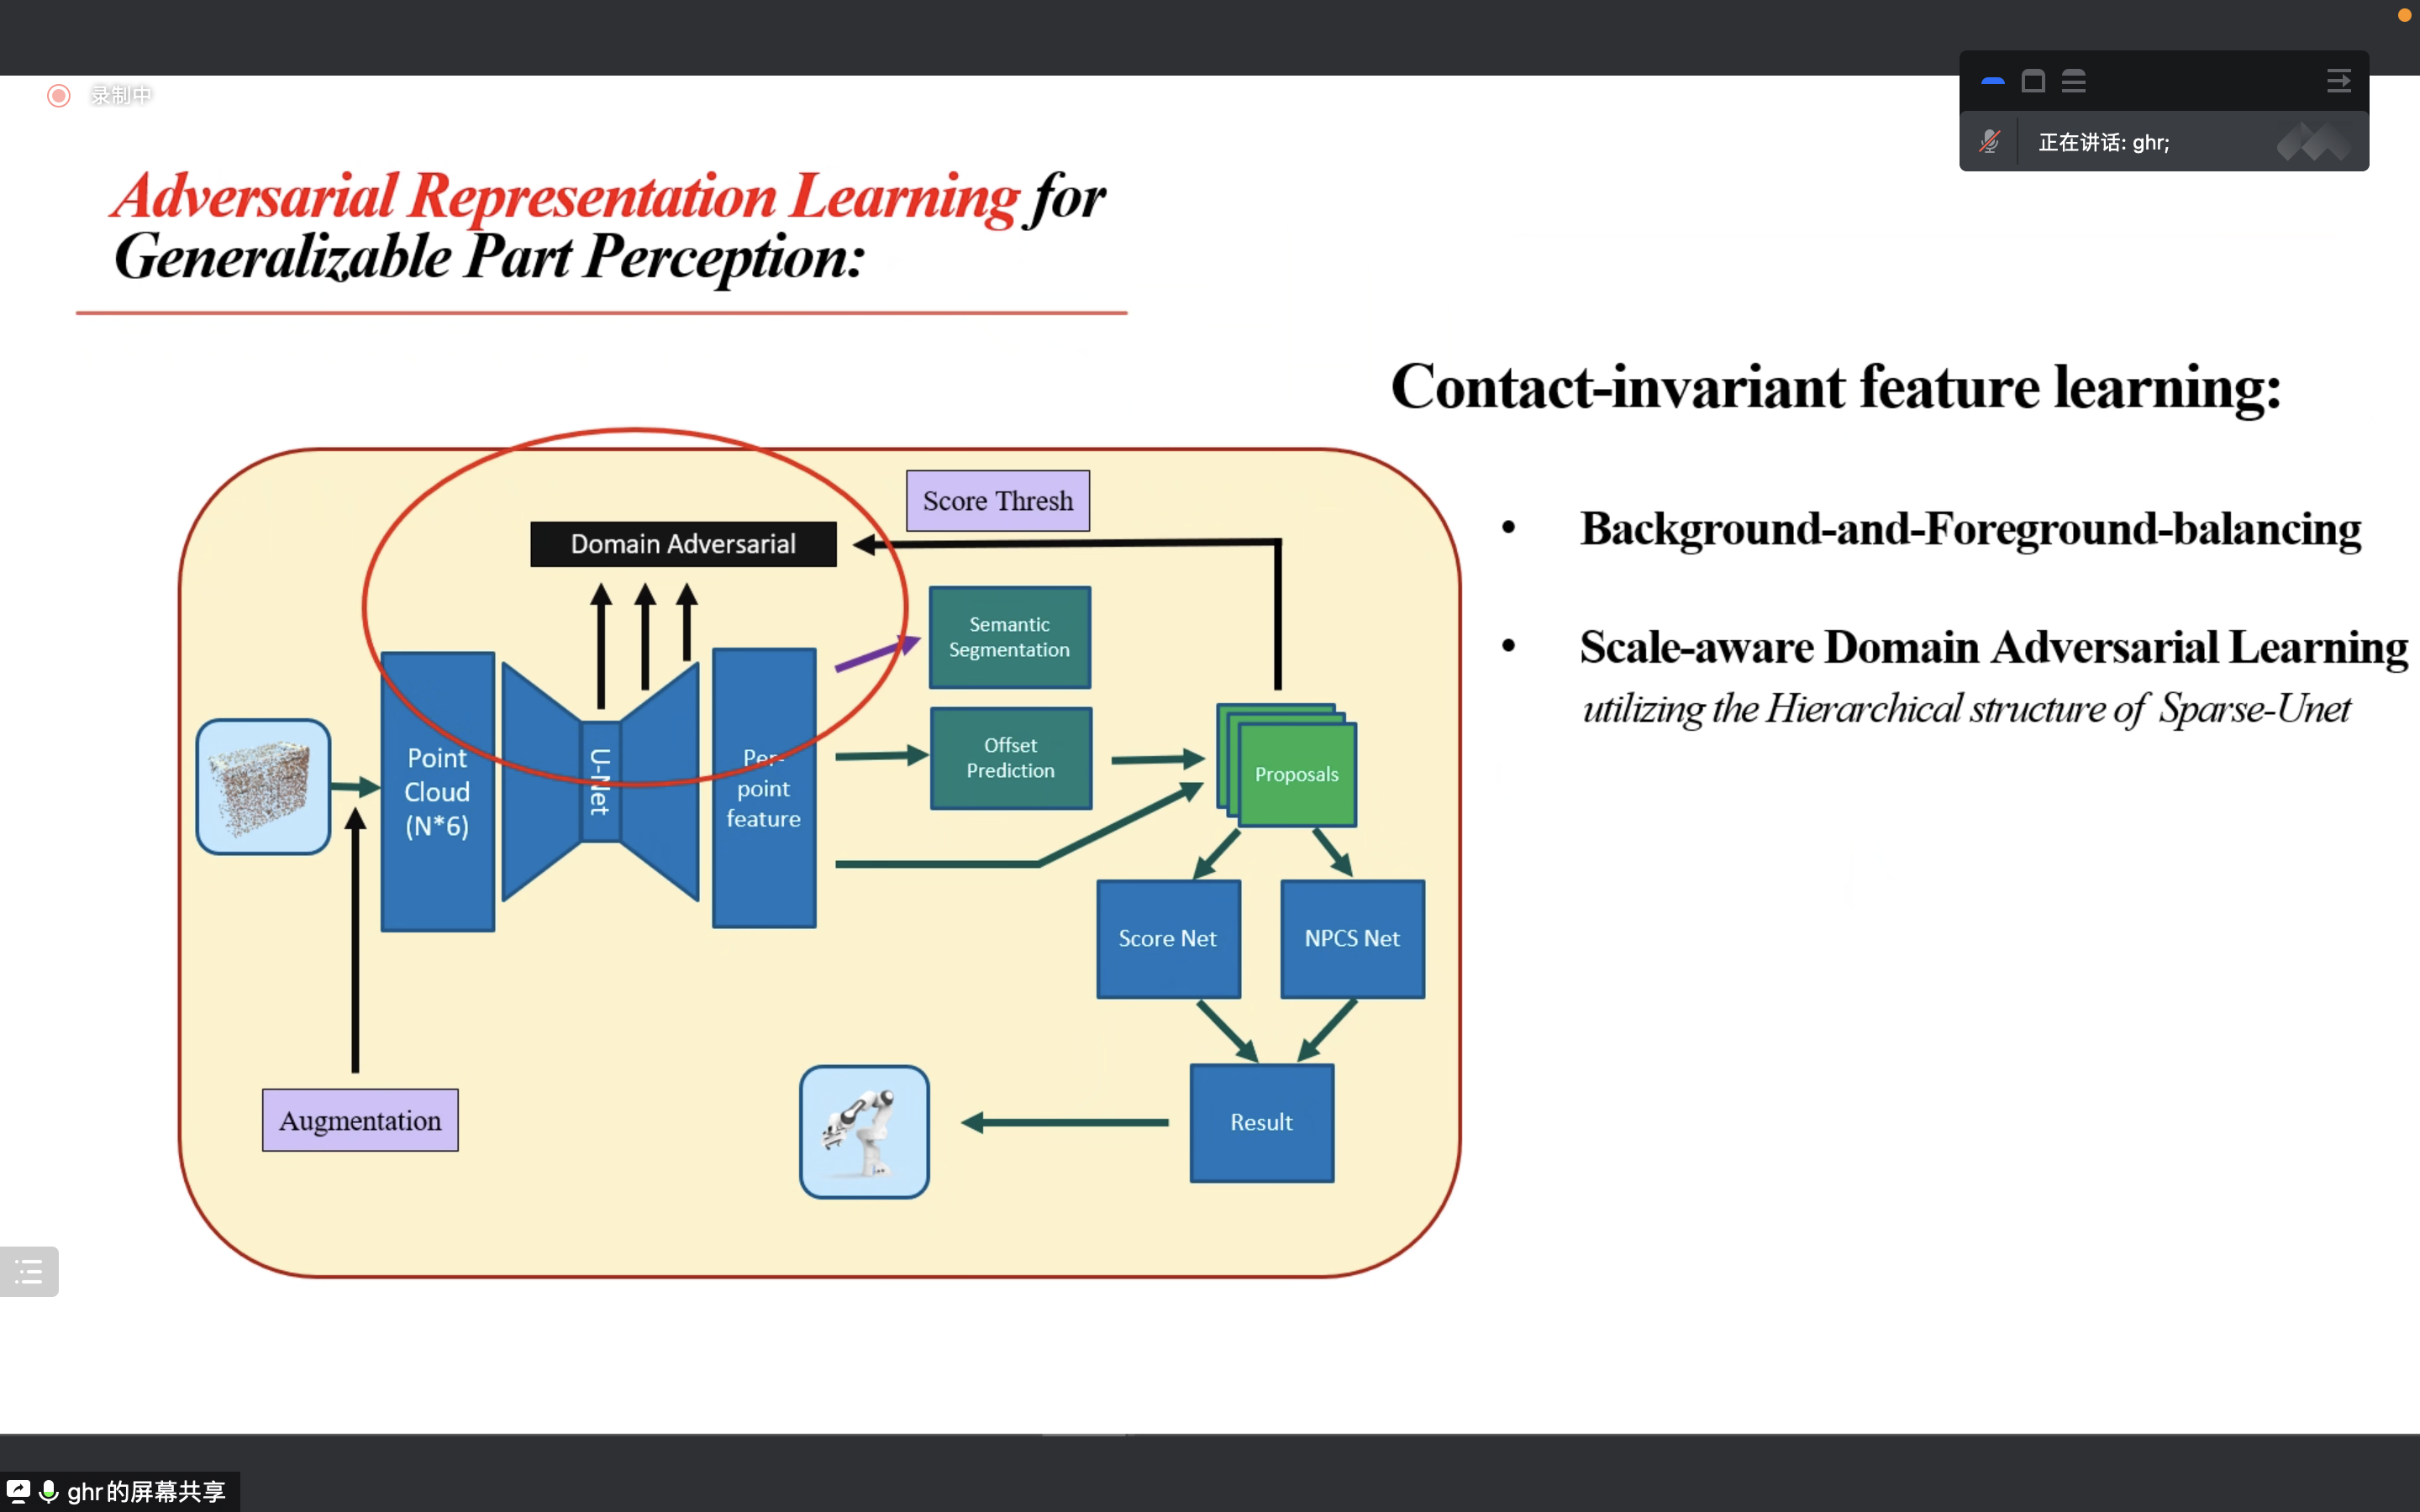 录制中
正在讲话: ghr;
Adversarial Representation Learning for
Generalizable Part Perception:
Contact-invariant feature learning:
• Background-and-Foreground-balancing
• Scale-aware Domain Adversarial Learning
utilizing the Hierarchical structure of Sparse-Unet
Score Thresh
Domain Adversarial
Semantic
Segmentation
Offset
Prediction
Proposals
Point
Cloud
(N*6)
U-Net
Per-
point
feature
Score Net
NPCS Net
Augmentation
Result
ghr的屏幕共享